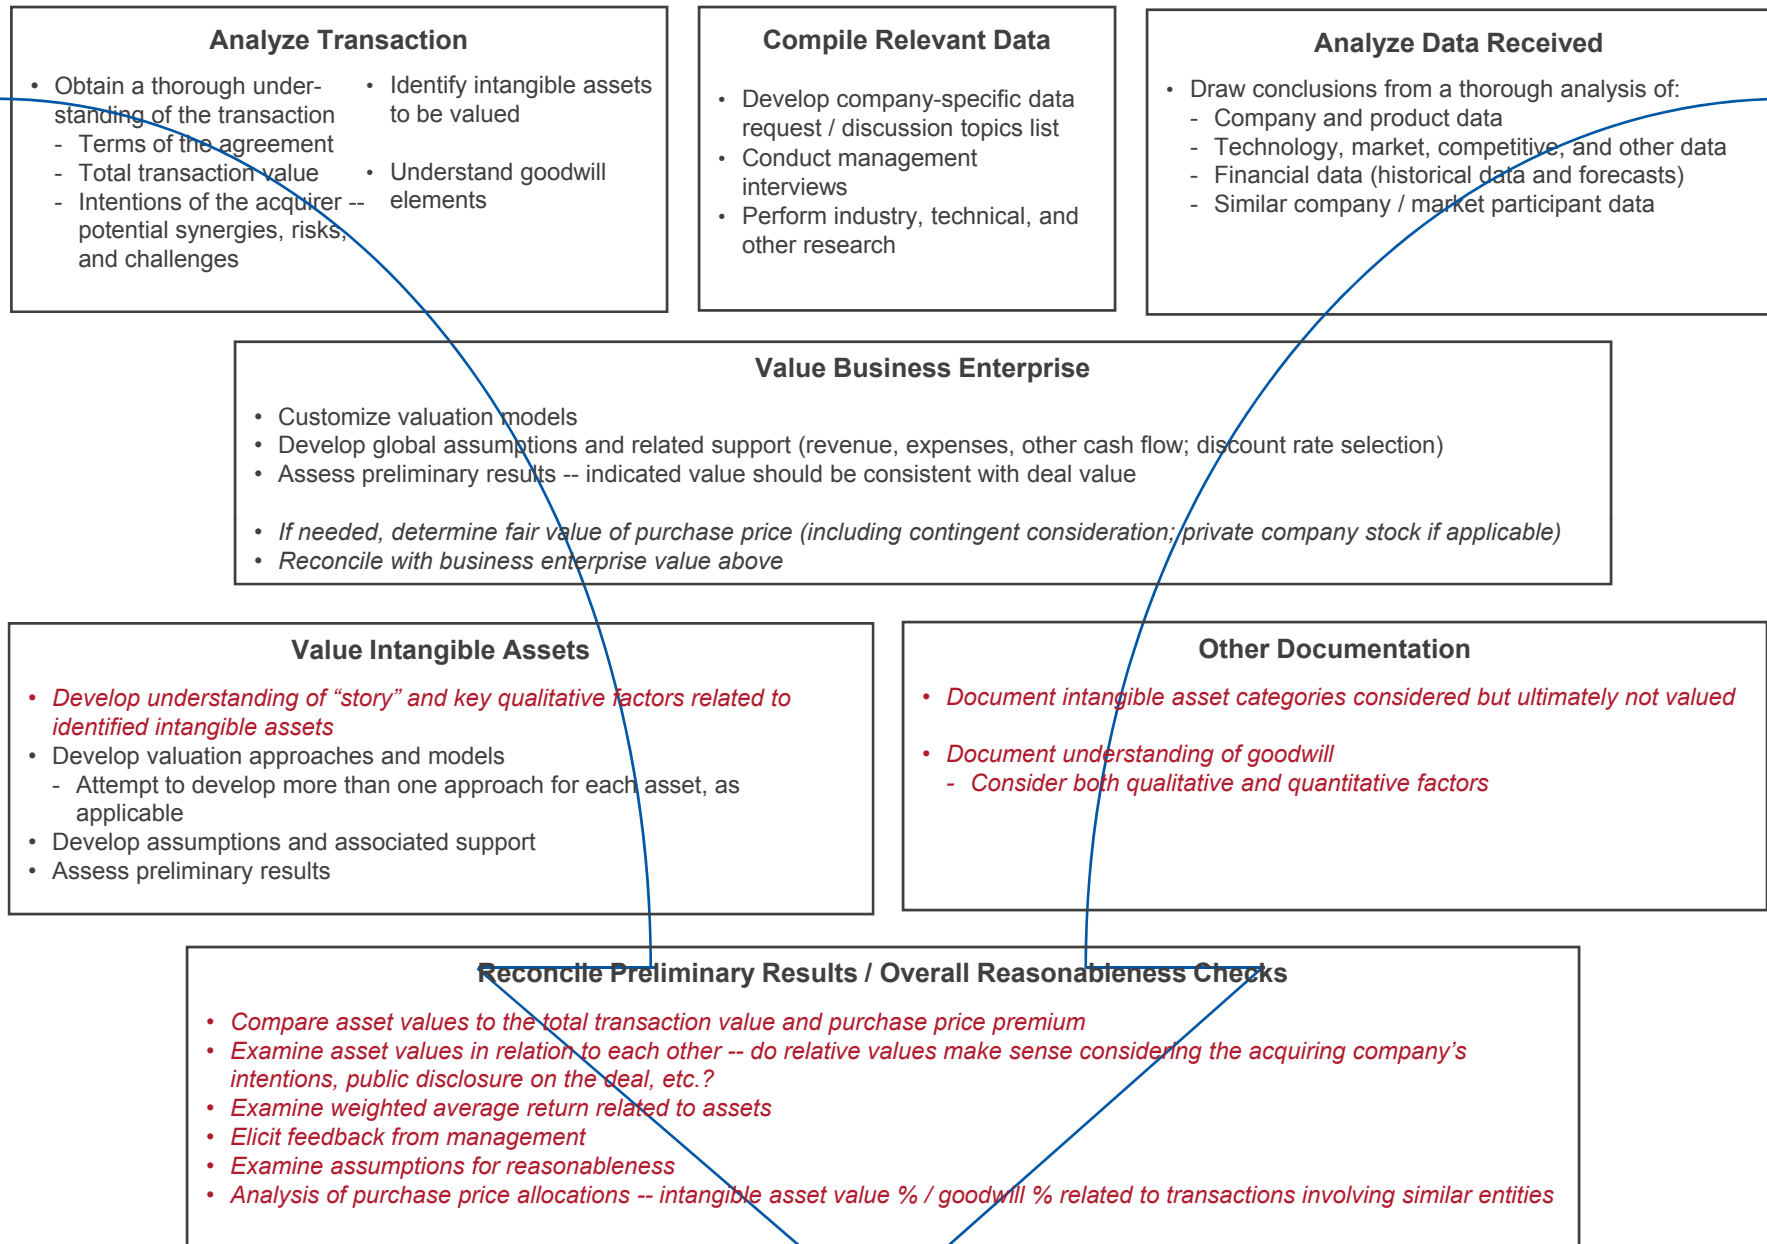 Analyze Transaction
• Obtain a thorough under-
standing of the transaction
- Terms of the agreement
- Total transaction value
- Intentions of the acquirer --
potential synergies, risks,
and challenges
• Identify intangible assets
to be valued
• Understand goodwill
elements
Compile Relevant Data
• Develop company-specific data
request / discussion topics list
• Conduct management
interviews
• Perform industry, technical, and
other research
Analyze Data Received
• Draw conclusions from a thorough analysis of:
- Company and product data
- Technology, market, competitive, and other data
- Financial data (historical data and forecasts)
- Similar company / market participant data
Value Business Enterprise
• Customize valuation models
• Develop global assumptions and related support (revenue, expenses, other cash flow; discount rate selection)
• Assess preliminary results -- indicated value should be consistent with deal value
• If needed, determine fair value of purchase price (including contingent consideration; private company stock if applicable)
• Reconcile with business enterprise value above
Value Intangible Assets
• Develop understanding of “story” and key qualitative factors related to
identified intangible assets
• Develop valuation approaches and models
- Attempt to develop more than one approach for each asset, as
applicable
• Develop assumptions and associated support
• Assess preliminary results
Other Documentation
• Document intangible asset categories considered but ultimately not valued
• Document understanding of goodwill
- Consider both qualitative and quantitative factors
Reconcile Preliminary Results / Overall Reasonableness Checks
• Compare asset values to the total transaction value and purchase price premium
• Examine asset values in relation to each other -- do relative values make sense considering the acquiring company’s
intentions, public disclosure on the deal, etc.?
• Examine weighted average return related to assets
• Elicit feedback from management
• Examine assumptions for reasonableness
• Analysis of purchase price allocations -- intangible asset value % / goodwill % related to transactions involving similar entities